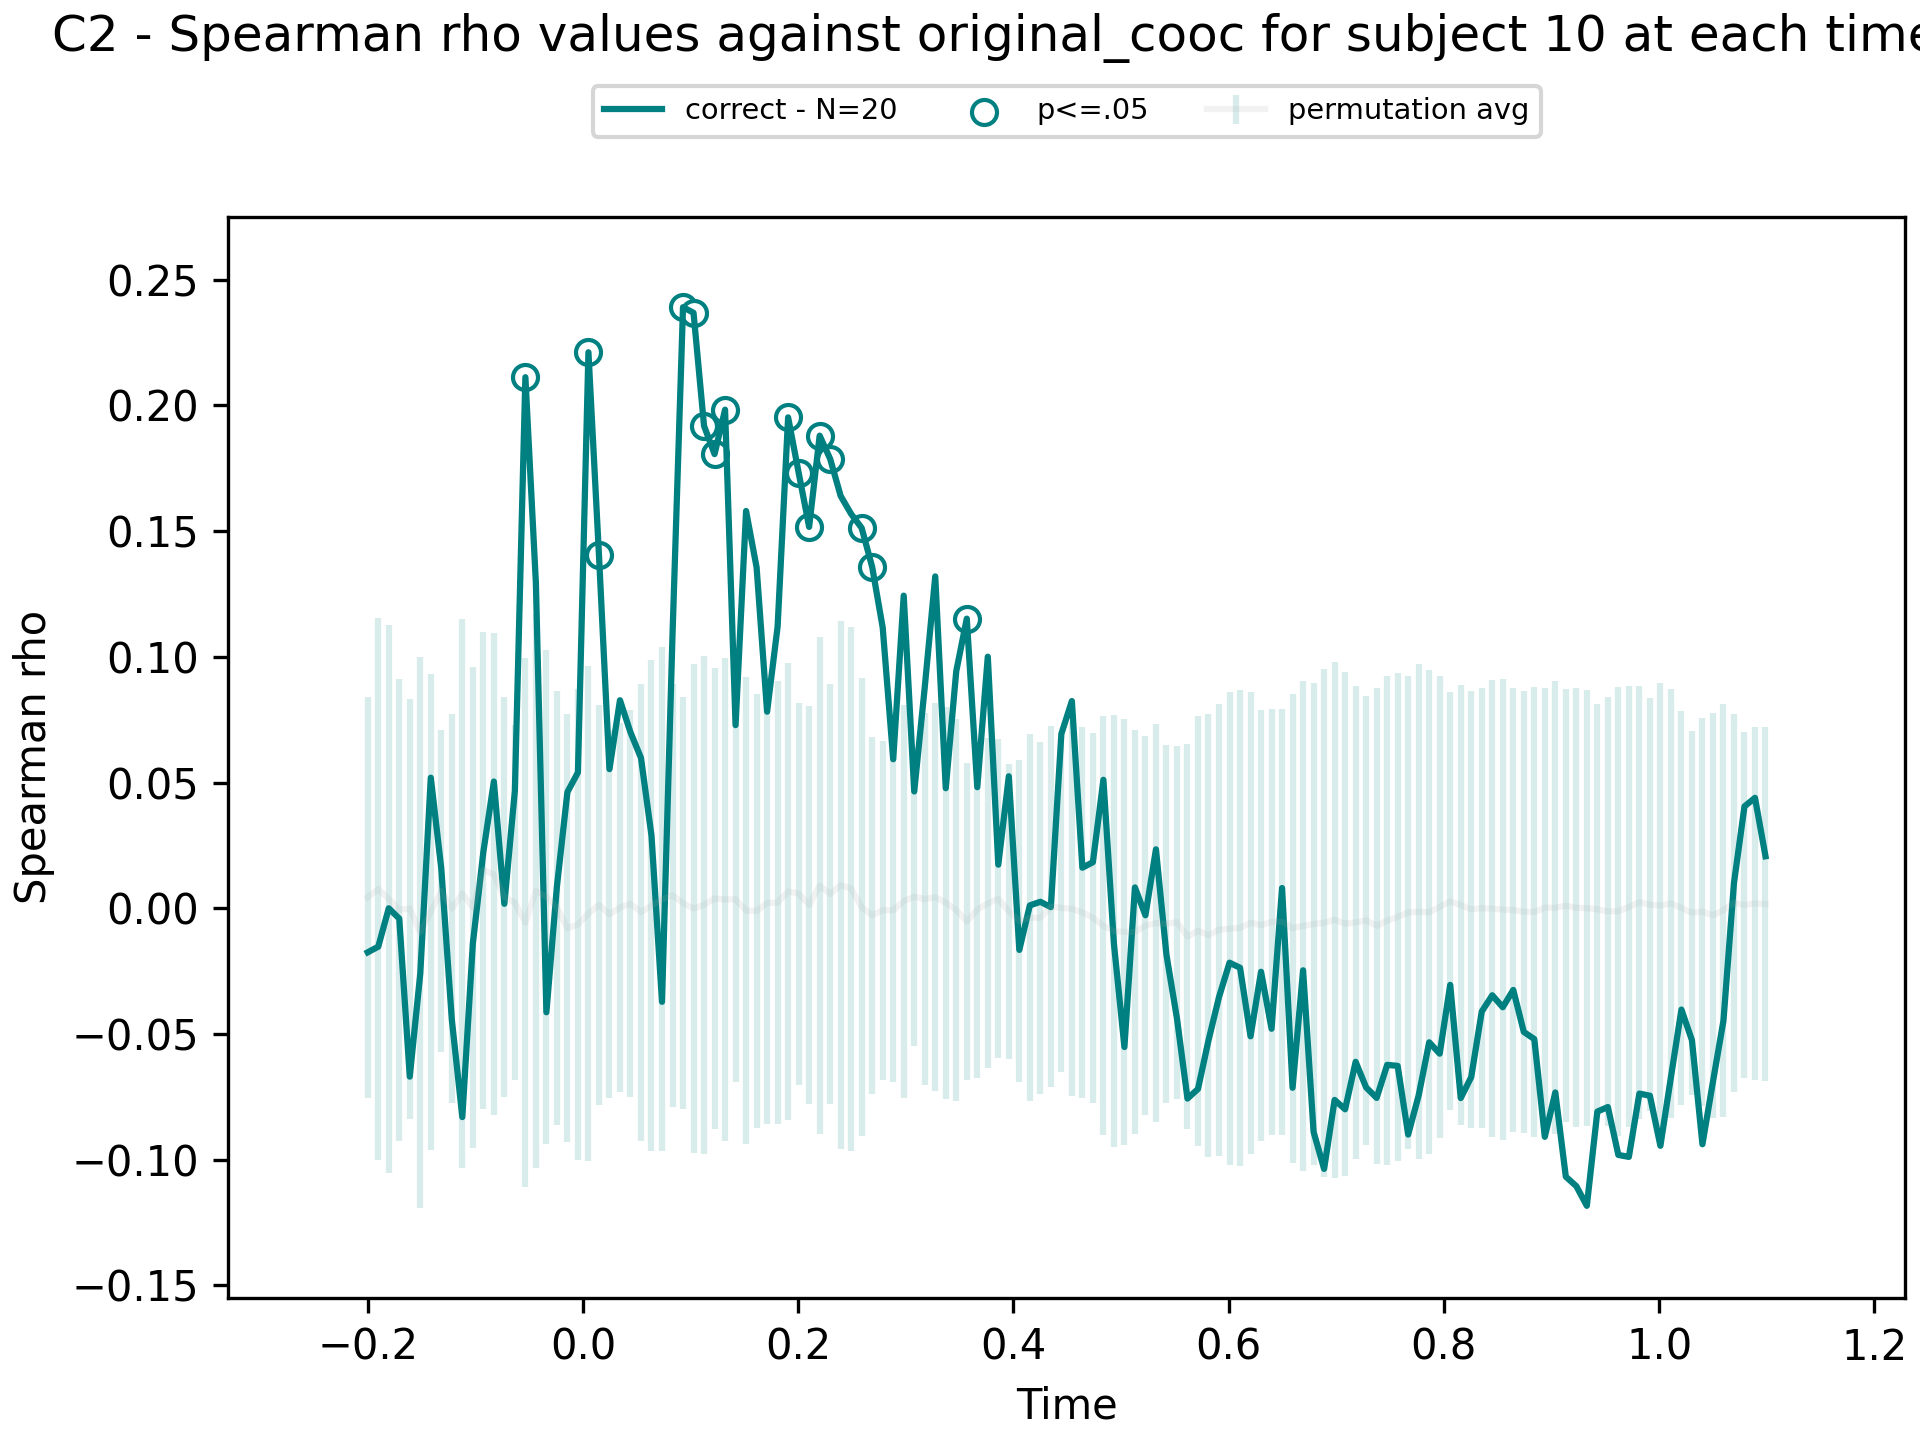 C2 - Spearman rho values against original_cooc for subject 10 at each time
correct - N=20 p<=.05 permutation avg
0.25
0.20
0.15
0.10
0.05
0.00
−0.05
−0.10
−0.15
Spearman rho
−0.2 0.0 0.2 0.4 0.6 0.8 1.0 1.2
Time